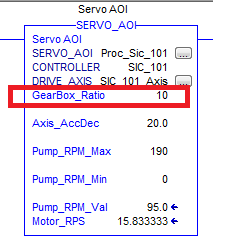 Servo AOI
SERVO_AOI
Servo AOI
SERVO_AOI Proc_Sic_101 ...
CONTROLLER SIC_101
DRIVE_AXIS SIC_101_Axis ...
GearBox_Ratio 10
Axis_AccDec 20.0
Pump_RPM_Max 190
Pump_RPM_Min 0
Pump_RPM_Val 95.0
Motor_RPS 15.833333